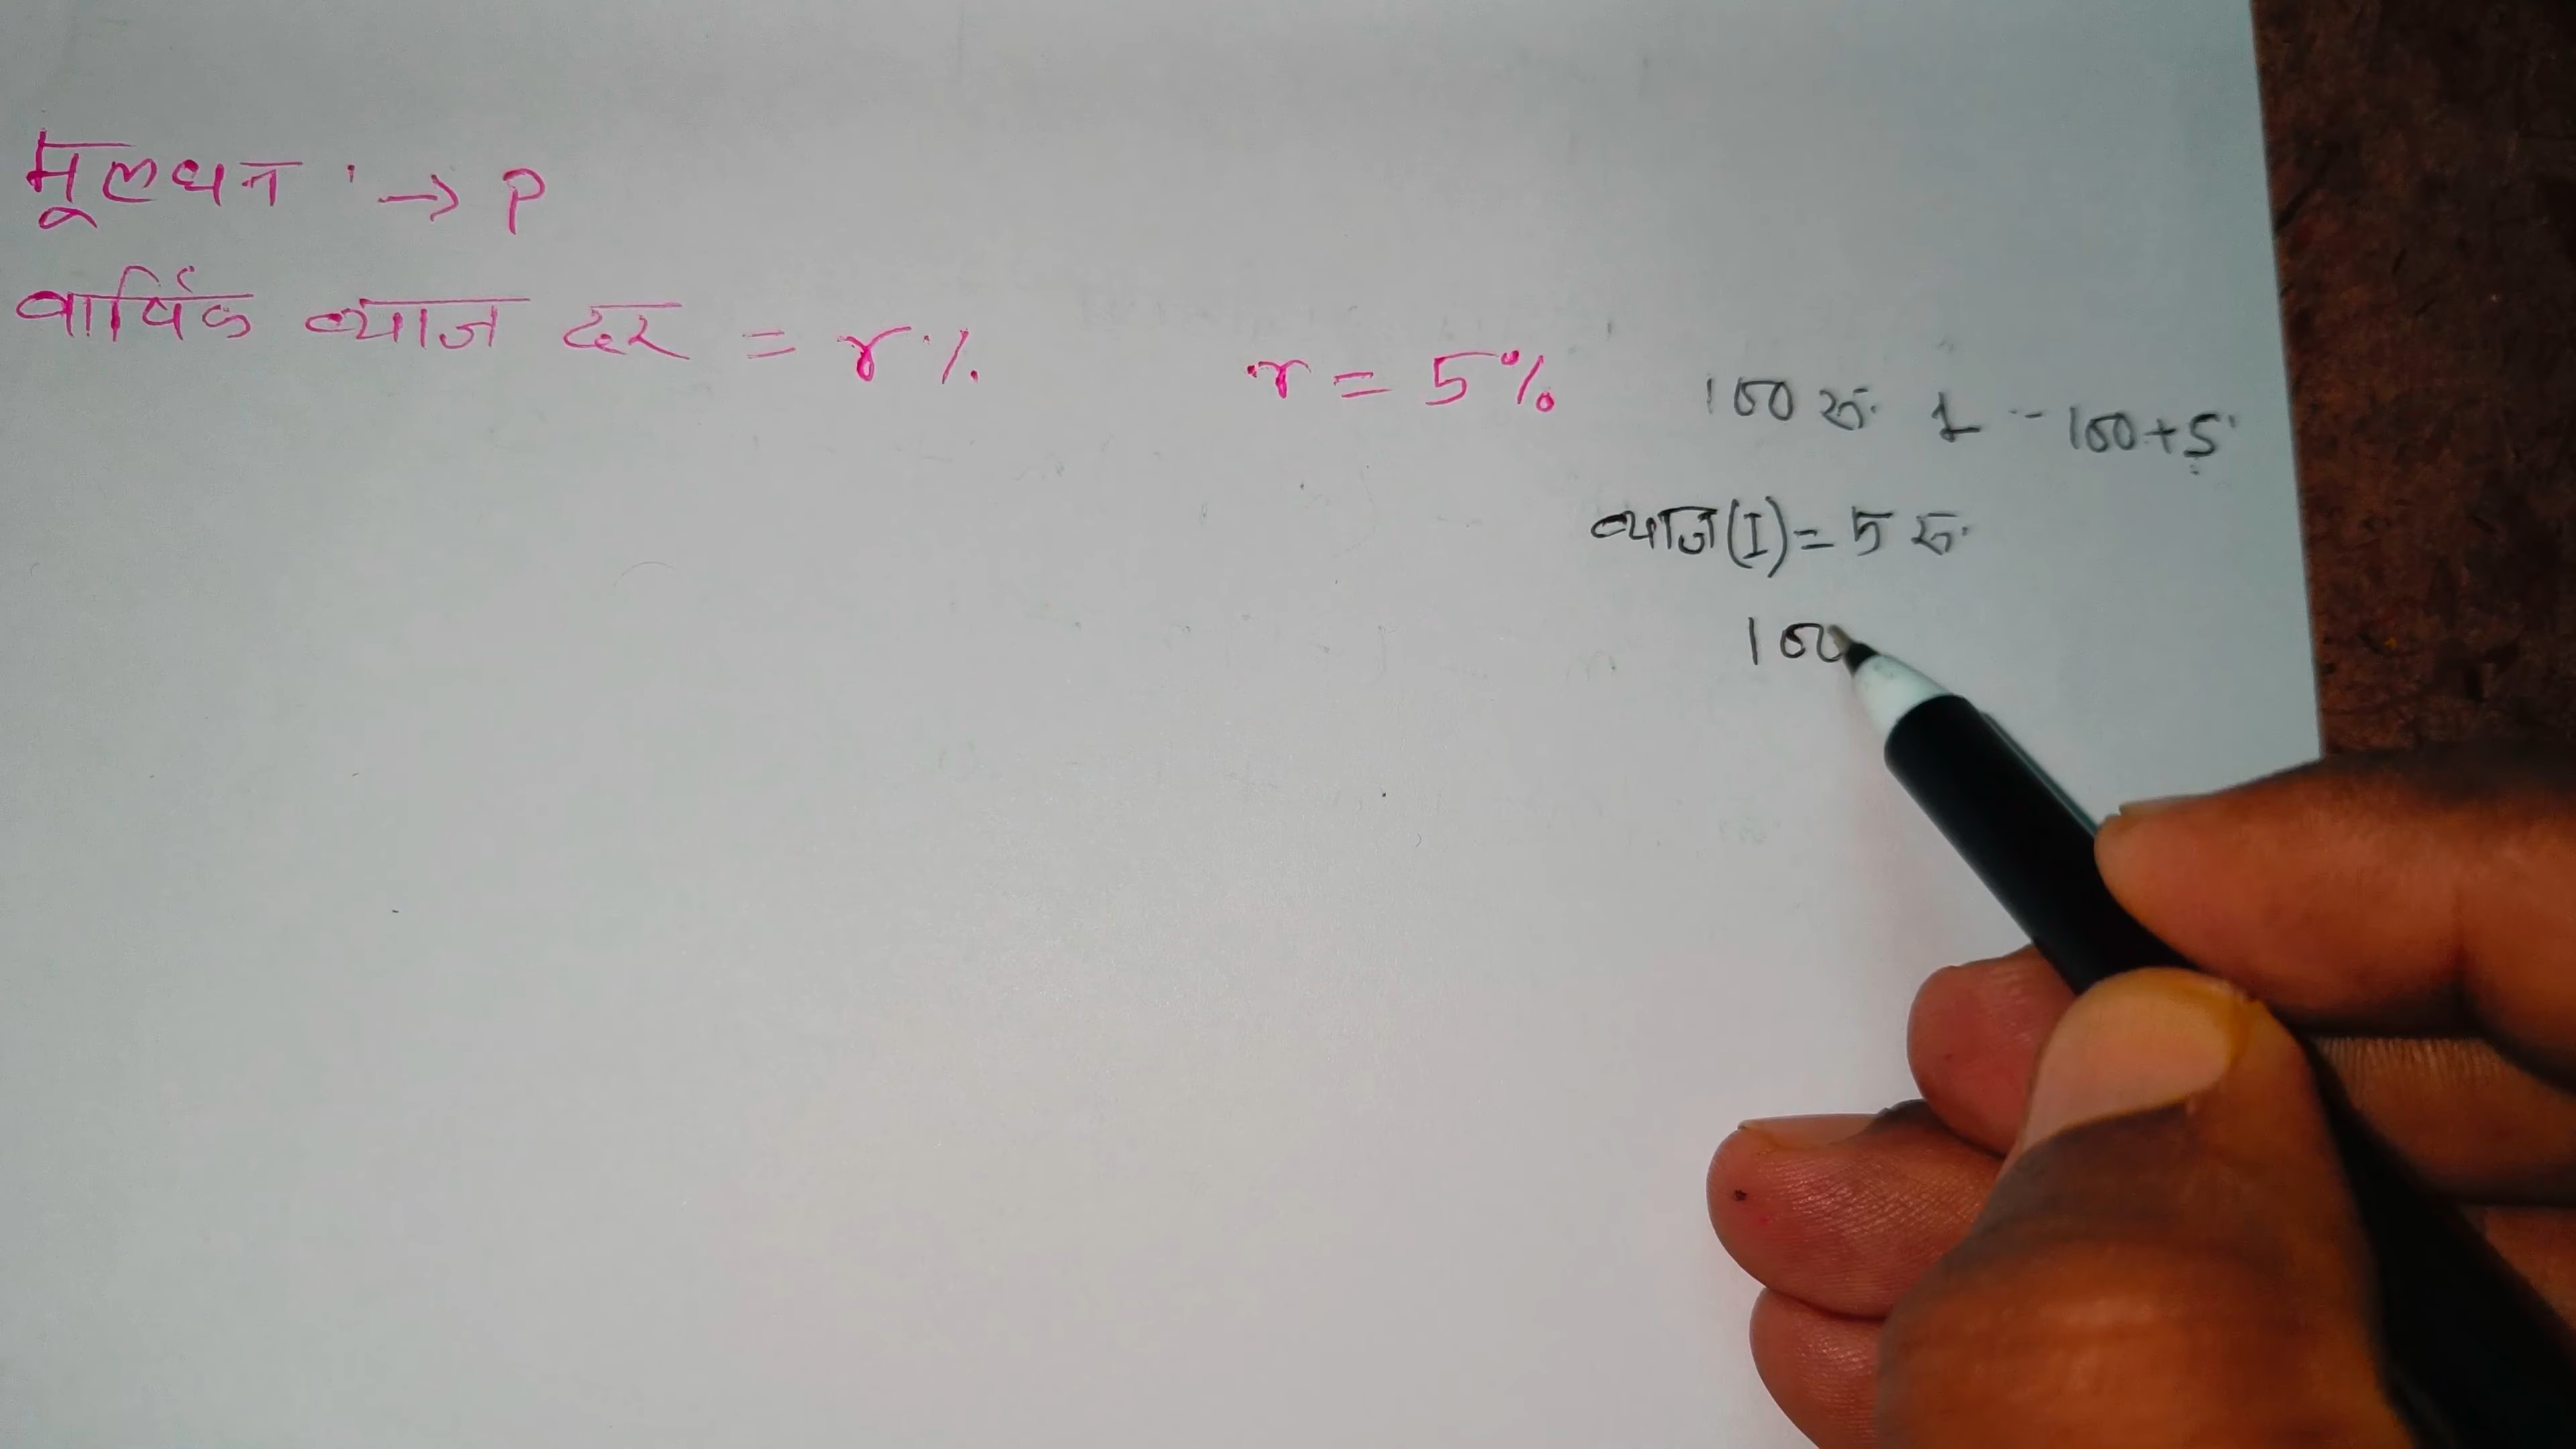 मूलधन → P
वार्षिक ब्याज दर = r% r = 5%
100 रु. 1 -- 100+5
ब्याज(I) = 5 रु.
100